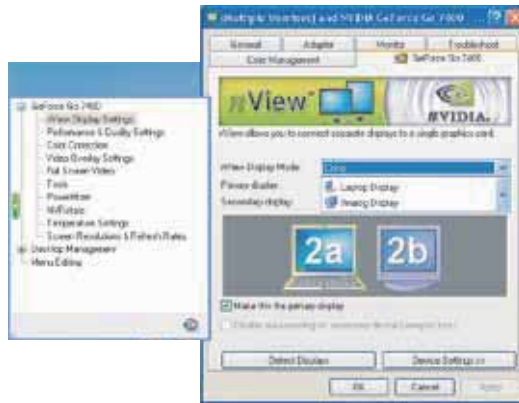 GeForce Go 7400
nView Display Settings
Performance & Quality Settings
Color Correction
Video Overlay Settings
Full Screen Video
Tools
PowerMizer
NVRotate
Temperature Settings
Screen Resolutions & Refresh Rates
Desktop Management
Menu Editing
(Multiple Monitors) and NVIDIA GeForce Go 7400 ...
General
Adapter
Monitor
Troubleshoot
Color Management
GeForce Go 7400
nView
NVIDIA.
nView allows you to connect separate displays to a single graphics card.
nView Display Mode:
Clone
Primary display:
Laptop Display
Secondary display:
Analog Display
2a
2b
Make this the primary display
Detect Displays
Device Settings >>
OK
Cancel
Apply